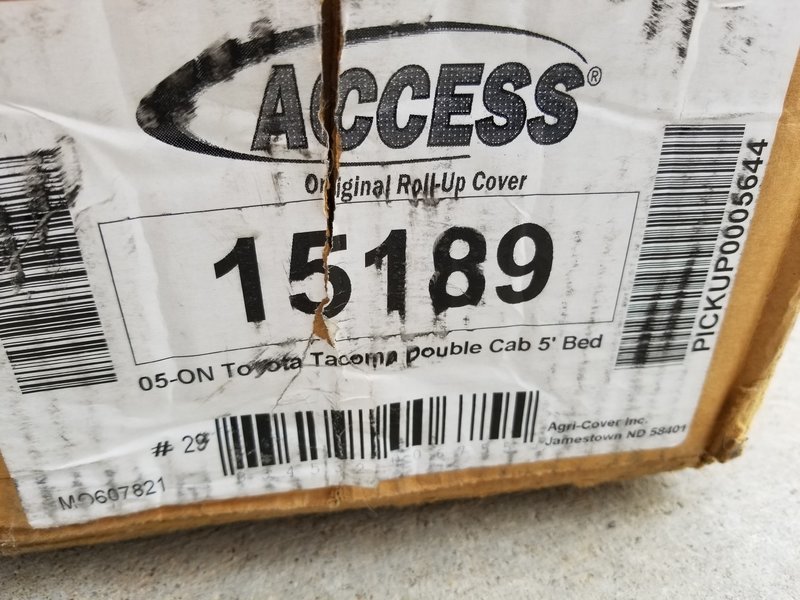 ACCESS®
Original Roll-Up Cover
15189
05-ON Toyota Tacoma Double Cab 5' Bed
# 29
Agri-Cover Inc.
Jamestown ND 58401
MO607821
PICKUP0005644